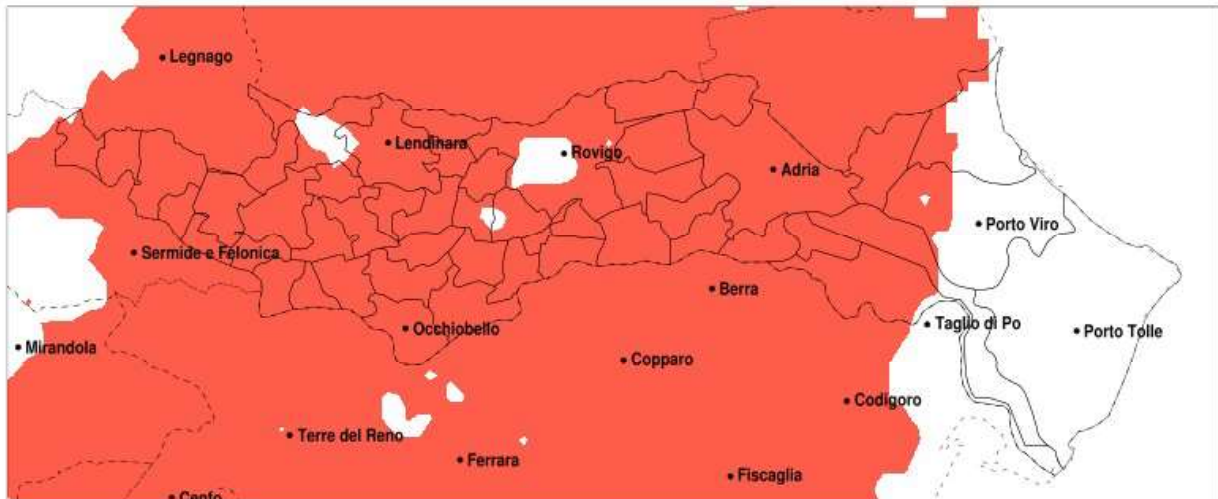 Legnago
Lendinara
Rovigo
Adria
Porto Viro
Sermide e Felonica
Berra
Taglio di Po
Porto Tolle
Occhiobello
Mirandola
Copparo
Codigoro
Terre del Reno
Ferrara
Fiscaglia
Cento